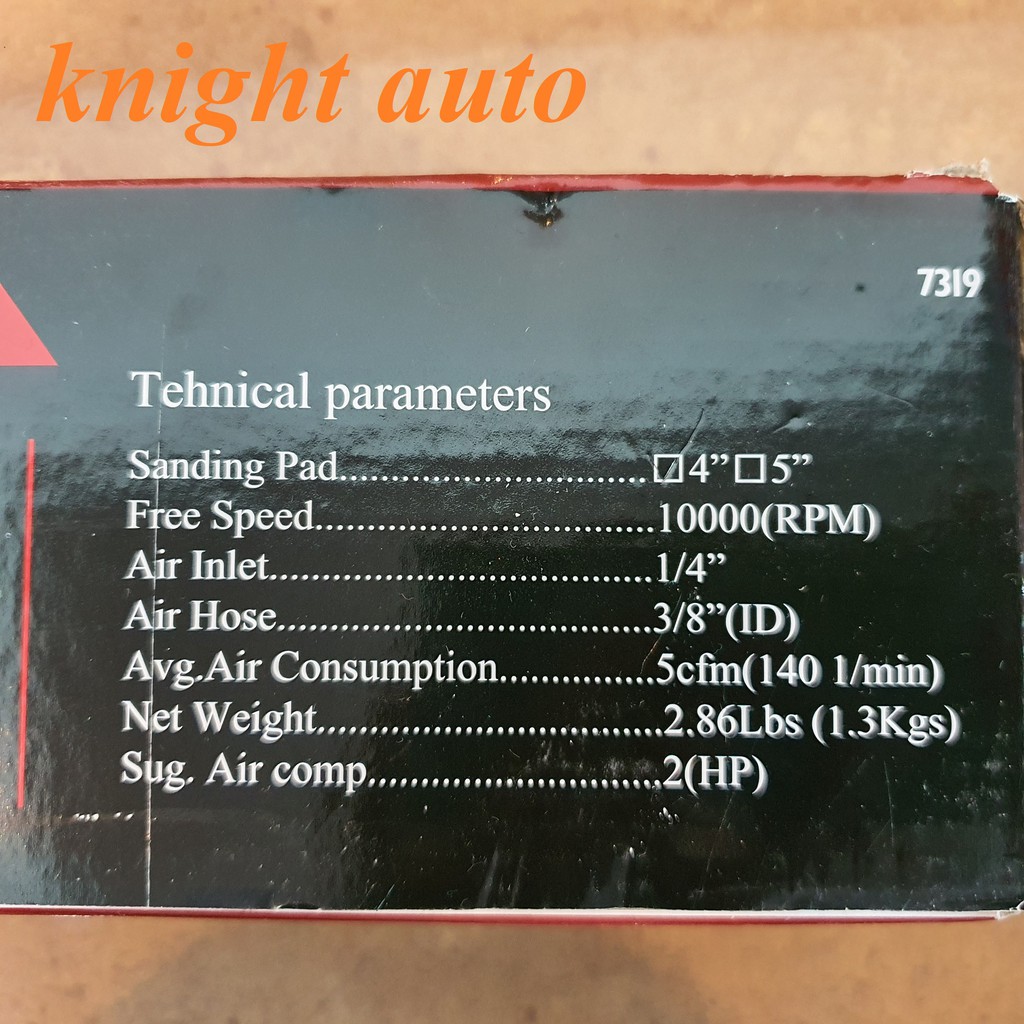 knight auto
7319
Tehnical parameters
Sanding Pad..............................□4”□5”
Free Speed..................................10000(RPM)
Air Inlet......................................1/4”
Air Hose.....................................3/8”(ID)
Avg.Air Consumption...............5cfm(140 1/min)
Net Weight..................................2.86Lbs (1.3Kgs)
Sug. Air comp.............................2(HP)